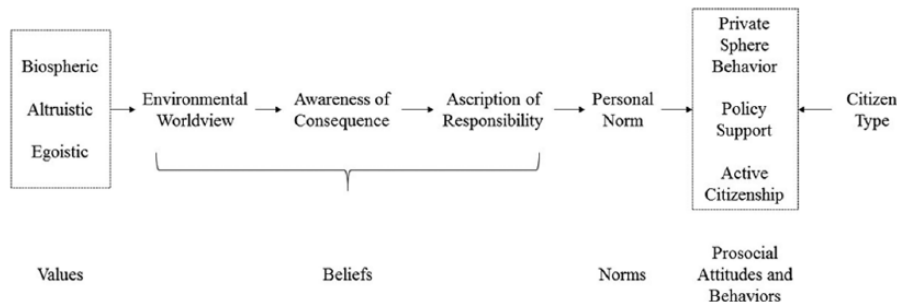 Biospheric
Altruistic
Egoistic
Environmental
Worldview
Awareness of
Consequence
Ascription of
Responsibility
Personal
Norm
Private
Sphere
Behavior
Policy
Support
Active
Citizenship
Citizen
Type
Values
Beliefs
Norms
Prosocial
Attitudes and
Behaviors